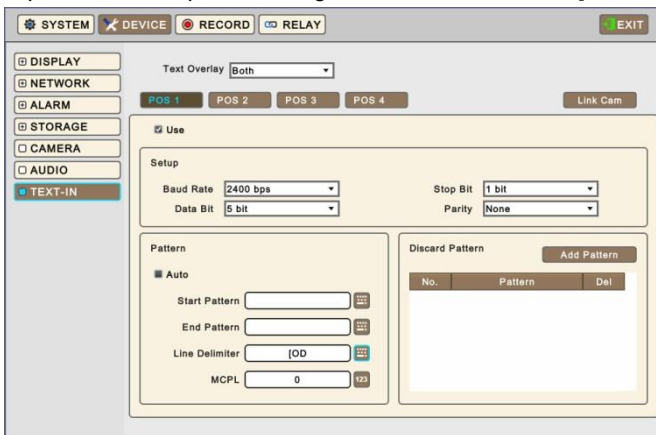 SYSTEM DEVICE RECORD RELAY EXIT
DISPLAY
NETWORK
ALARM
STORAGE
CAMERA
AUDIO
TEXT-IN
Text Overlay Both
POS 1 POS 2 POS 3 POS 4 Link Cam
Use
Setup
Baud Rate 2400 bps Stop Bit 1 bit
Data Bit 5 bit Parity None
Pattern
Auto
Start Pattern
End Pattern
Line Delimiter [OD
MCPL 0 123
Discard Pattern Add Pattern
No. Pattern Del